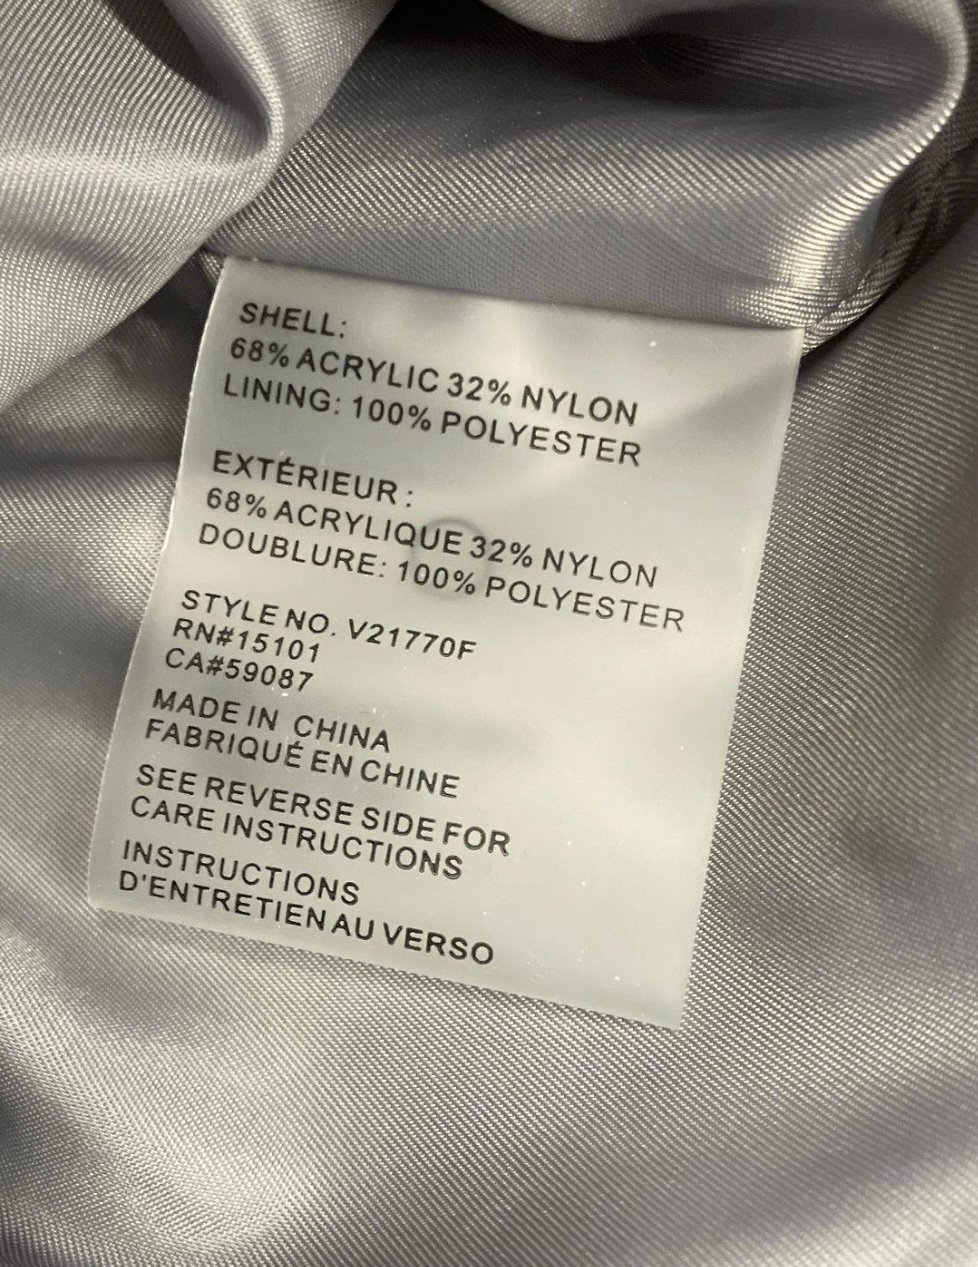 SHELL:
68% ACRYLIC 32% NYLON
LINING: 100% POLYESTER
EXTÉRIEUR :
68% ACRYLIQUE 32% NYLON
DOUBLURE: 100% POLYESTER
STYLE NO. V21770F
RN#15101
CA#59087
MADE IN CHINA
FABRIQUÉ EN CHINE
SEE REVERSE SIDE FOR
CARE INSTRUCTIONS
INSTRUCTIONS
D'ENTRETIEN AU VERSO